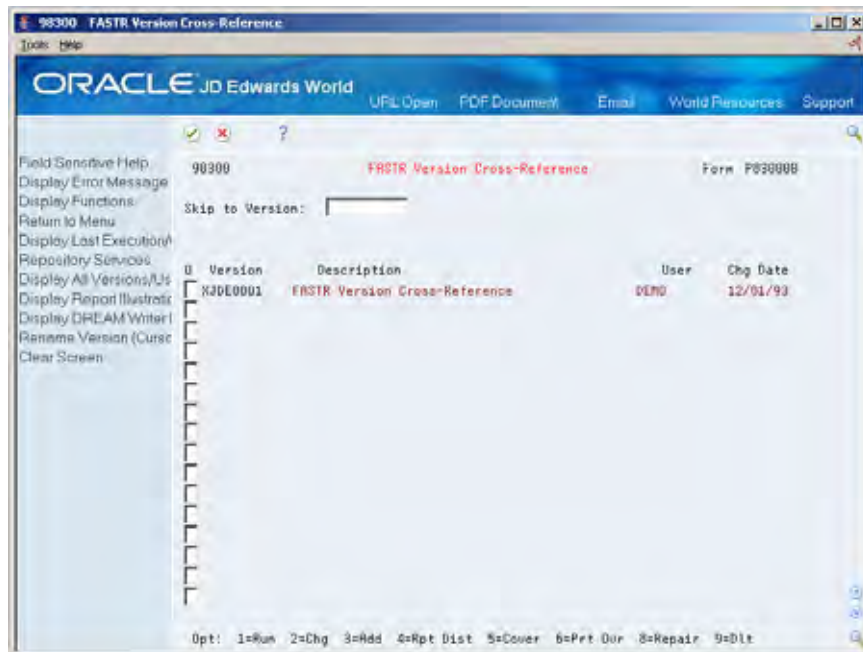 98300 FASTR Version Cross-Reference
Tools Help
ORACLE JD Edwards World
URL Open PDF Document Email World Resources Support
?
Field Sensitive Help
Display Error Message
Display Functions
Return to Menu
Display Last Execution/
Repository Services
Display All Versions/Us
Display Report Illustratic
Display DREAM Writer
Rename Version (Cursc
Clear Screen
98300 FASTR Version Cross-Reference Form P83000B
Skip to Version:
O Version Description User Chg Date
XJDE0001 FASTR Version Cross-Reference DEMO 12/01/93
Opt: 1=Run 2=Chg 3=Add 4=Rpt Dist 5=Cover 6=Prt Ovr 8=Repair 9=Dlt